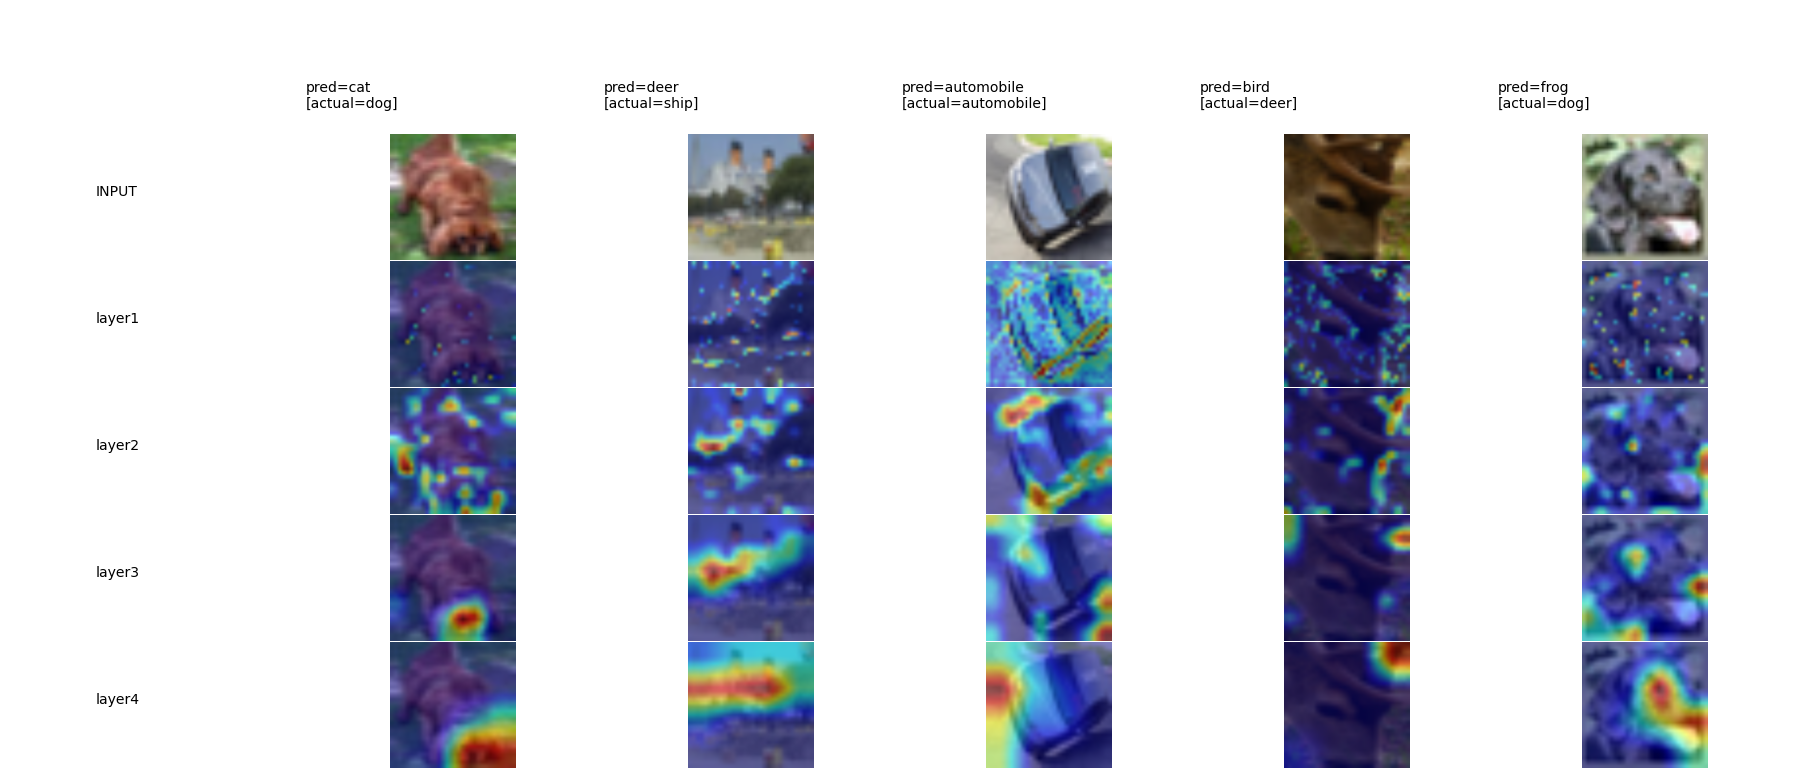 pred=cat
[actual=dog]
pred=deer
[actual=ship]
pred=automobile
[actual=automobile]
pred=bird
[actual=deer]
pred=frog
[actual=dog]
INPUT
layer1
layer2
layer3
layer4